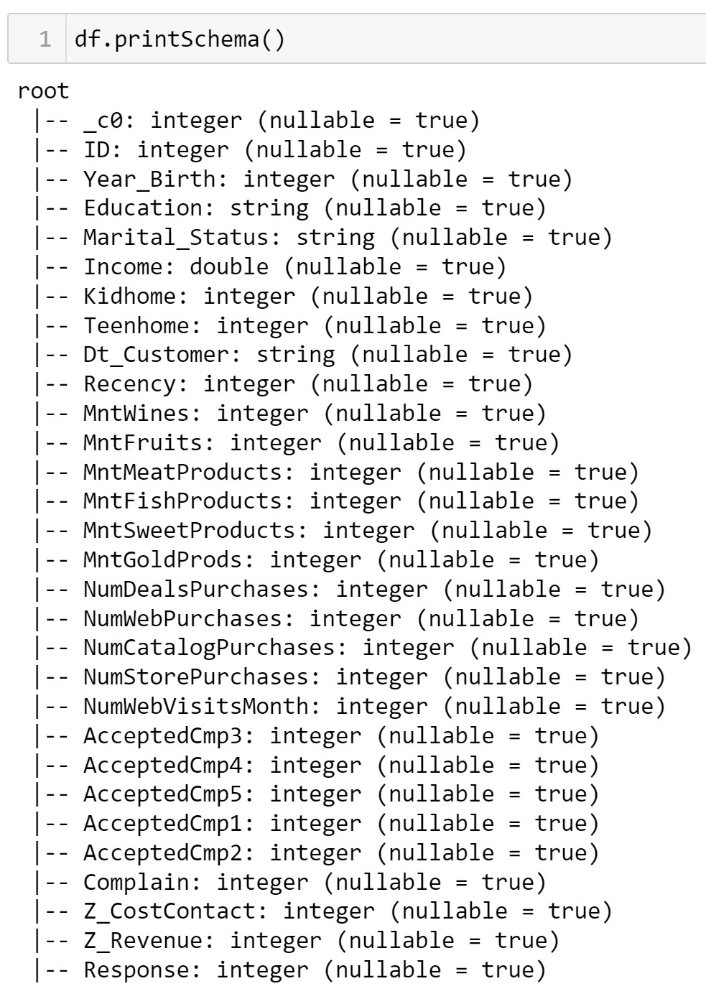 1 df.printSchema()
root
|-- _c0: integer (nullable = true)
|-- ID: integer (nullable = true)
|-- Year_Birth: integer (nullable = true)
|-- Education: string (nullable = true)
|-- Marital_Status: string (nullable = true)
|-- Income: double (nullable = true)
|-- Kidhome: integer (nullable = true)
|-- Teenhome: integer (nullable = true)
|-- Dt_Customer: string (nullable = true)
|-- Recency: integer (nullable = true)
|-- MntWines: integer (nullable = true)
|-- MntFruits: integer (nullable = true)
|-- MntMeatProducts: integer (nullable = true)
|-- MntFishProducts: integer (nullable = true)
|-- MntSweetProducts: integer (nullable = true)
|-- MntGoldProds: integer (nullable = true)
|-- NumDealsPurchases: integer (nullable = true)
|-- NumWebPurchases: integer (nullable = true)
|-- NumCatalogPurchases: integer (nullable = true)
|-- NumStorePurchases: integer (nullable = true)
|-- NumWebVisitsMonth: integer (nullable = true)
|-- AcceptedCmp3: integer (nullable = true)
|-- AcceptedCmp4: integer (nullable = true)
|-- AcceptedCmp5: integer (nullable = true)
|-- AcceptedCmp1: integer (nullable = true)
|-- AcceptedCmp2: integer (nullable = true)
|-- Complain: integer (nullable = true)
|-- Z_CostContact: integer (nullable = true)
|-- Z_Revenue: integer (nullable = true)
|-- Response: integer (nullable = true)